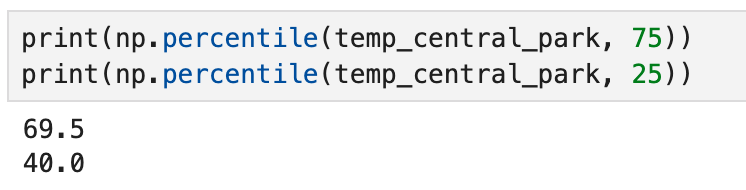 print(np.percentile(temp_central_park, 75))
print(np.percentile(temp_central_park, 25))
69.5
40.0